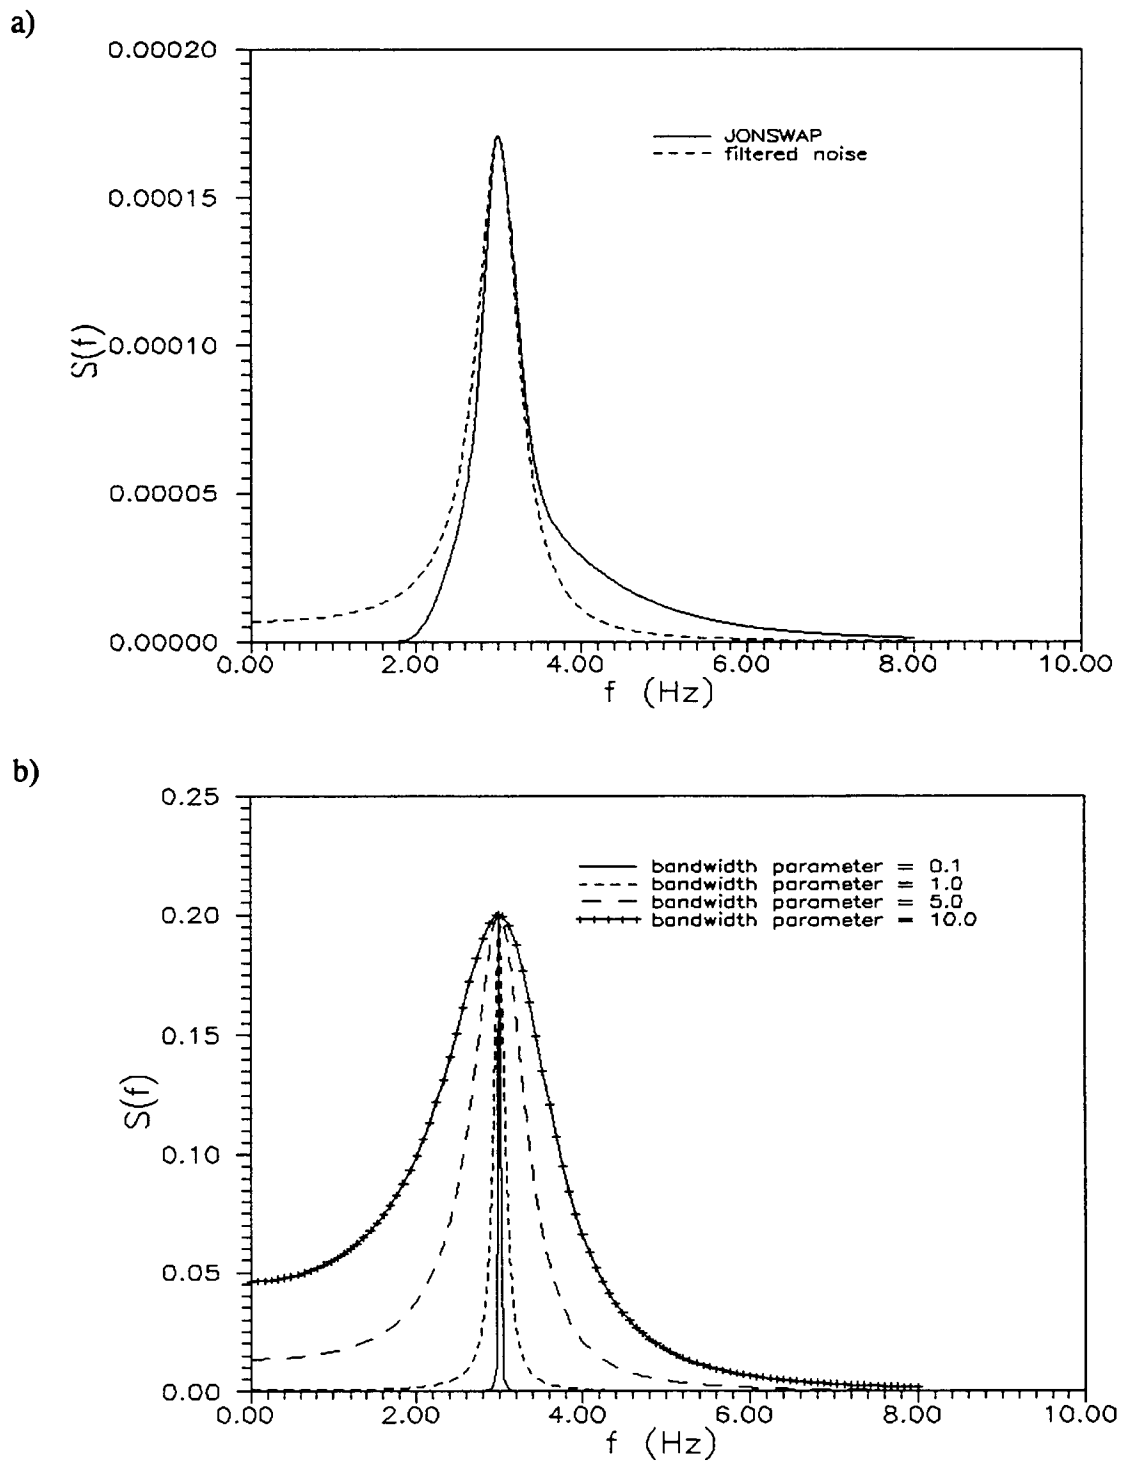 a)
0.00020
JONSWAP
filtered noise
0.00015
S(f)
0.00010
0.00005
0.00000
0.00 2.00 4.00 6.00 8.00 10.00
f (Hz)
b)
0.25
bandwidth parameter = 0.1
bandwidth parameter = 1.0
bandwidth parameter = 5.0
bandwidth parameter = 10.0
0.20
0.15
S(f)
0.10
0.05
0.00
0.00 2.00 4.00 6.00 8.00 10.00
f (Hz)